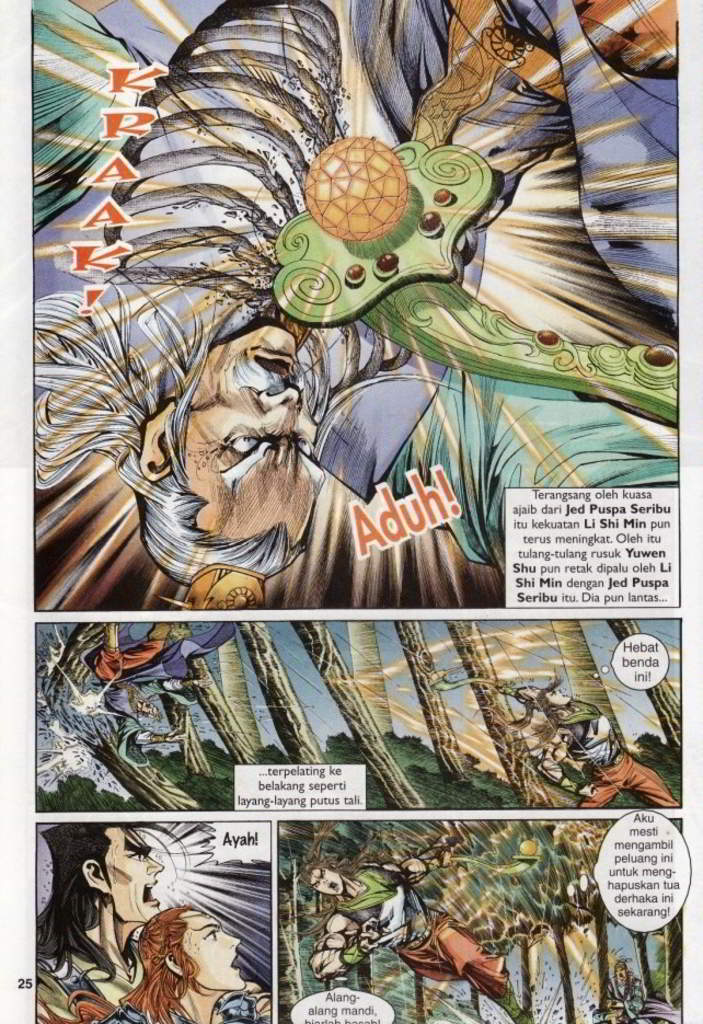 KRAAK!
Aduh!
Terangsang oleh kuasa
ajaib dari Jed Puspa Seribu
itu kekuatan Li Shi Min pun
terus meningkat. Oleh itu
tulang-tulang rusuk Yuwen
Shu pun retak dipalu oleh Li
Shi Min dengan Jed Puspa
Seribu itu. Dia pun lantas...
Hebat
benda
ini!
...terpelating ke
belakang seperti
layang-layang putus tali.
Ayah!
Aku
mesti
mengambil
peluang ini
untuk meng-
hapuskan tua
derhaka ini
sekarang!
Alang-
alang mandi,
biarlah basah!
25